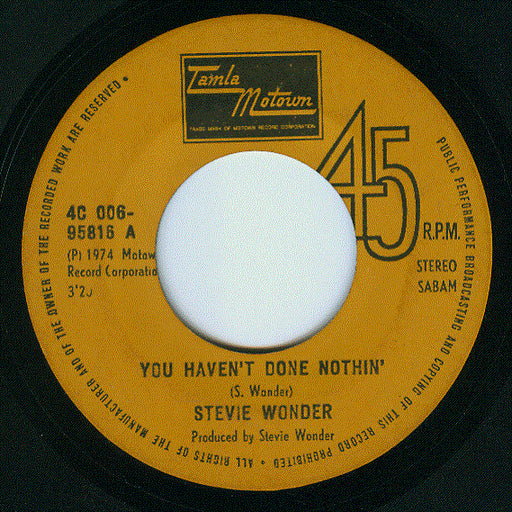 Tamla
Motown
TRADE MARK OF MOTOWN RECORD CORPORATION
45
R.P.M.
4C 006-
95816 A
(P) 1974 Motow
Record Corporatio
STEREO
SABAM
YOU HAVEN'T DONE NOTHIN'
(S. Wonder)
STEVIE WONDER
Produced by Stevie Wonder
• ALL RIGHTS OF THE MANUFACTURER AND OF THE OWNER OF THE RECORDED WORK ARE RESERVED •
PUBLIC PERFORMANCE BROADCASTING AND COPYING OF THIS RECORD PROHIBITED